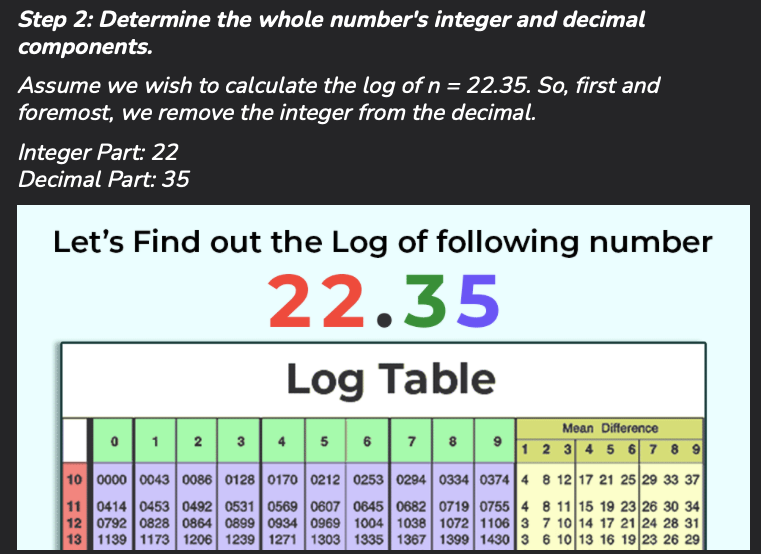 Step 2: Determine the whole number's integer and decimal
components.
Assume we wish to calculate the log of n = 22.35. So, first and
foremost, we remove the integer from the decimal.
Integer Part: 22
Decimal Part: 35
Let's Find out the Log of following number
22.35
Log Table
Mean Difference
0 1 2 3 4 5 6 7 8 9 1 2 3 4 5 6 7 8 9
10 0000 0043 0086 0128 0170 0212 0253 0294 0334 0374 4 8 12 17 21 25 29 33 37
11 0414 0453 0492 0531 0569 0607 0645 0682 0719 0755 4 8 11 15 19 23 26 30 34
12 0792 0828 0864 0899 0934 0969 1004 1038 1072 1106 3 7 10 14 17 21 24 28 31
13 1139 1173 1206 1239 1271 1303 1335 1367 1399 1430 3 6 10 13 16 19 23 26 29